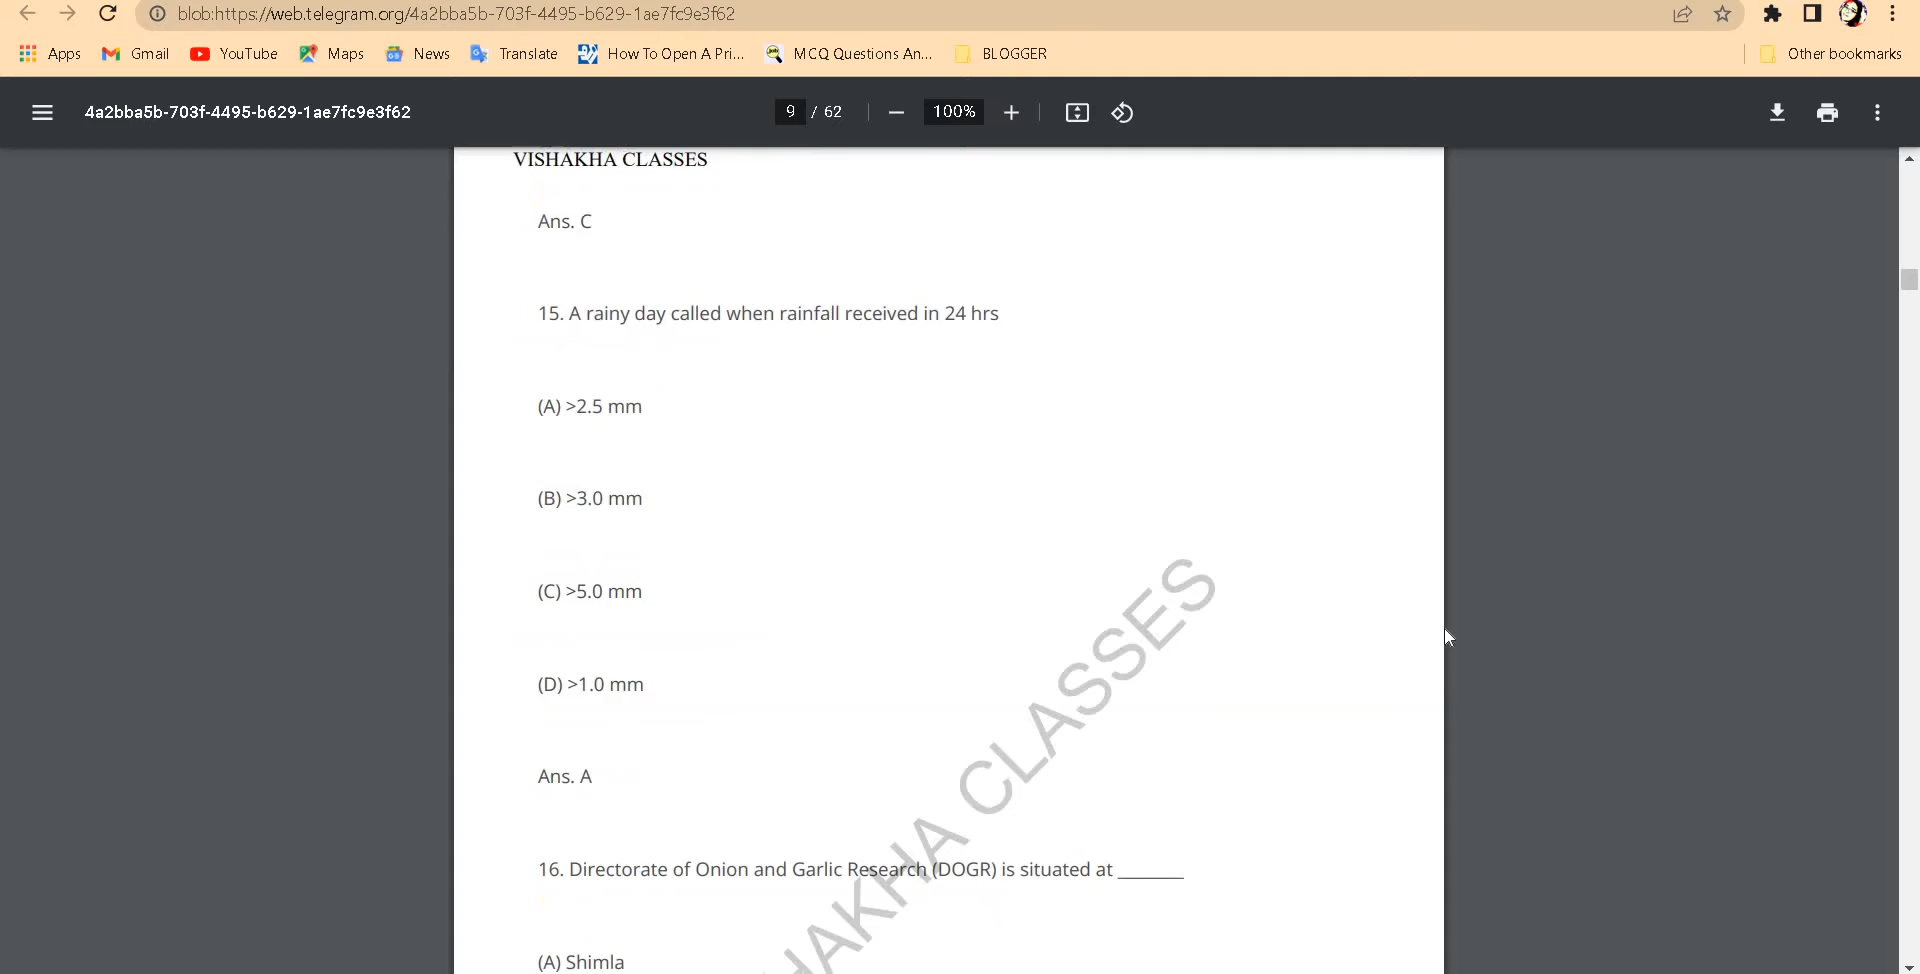 blob:https://web.telegram.org/4a2bba5b-703f-4495-b629-1ae7fc9e3f62
Apps Gmail YouTube Maps News Translate How To Open A Pri... MCQ Questions An... BLOGGER Other bookmarks
4a2bba5b-703f-4495-b629-1ae7fc9e3f62 9 / 62 100%
VISHAKHA CLASSES
Ans. C
15. A rainy day called when rainfall received in 24 hrs
(A) >2.5 mm
(B) >3.0 mm
(C) >5.0 mm
(D) >1.0 mm
Ans. A
16. Directorate of Onion and Garlic Research (DOGR) is situated at ________
(A) Shimla
HAKHA CLASSES